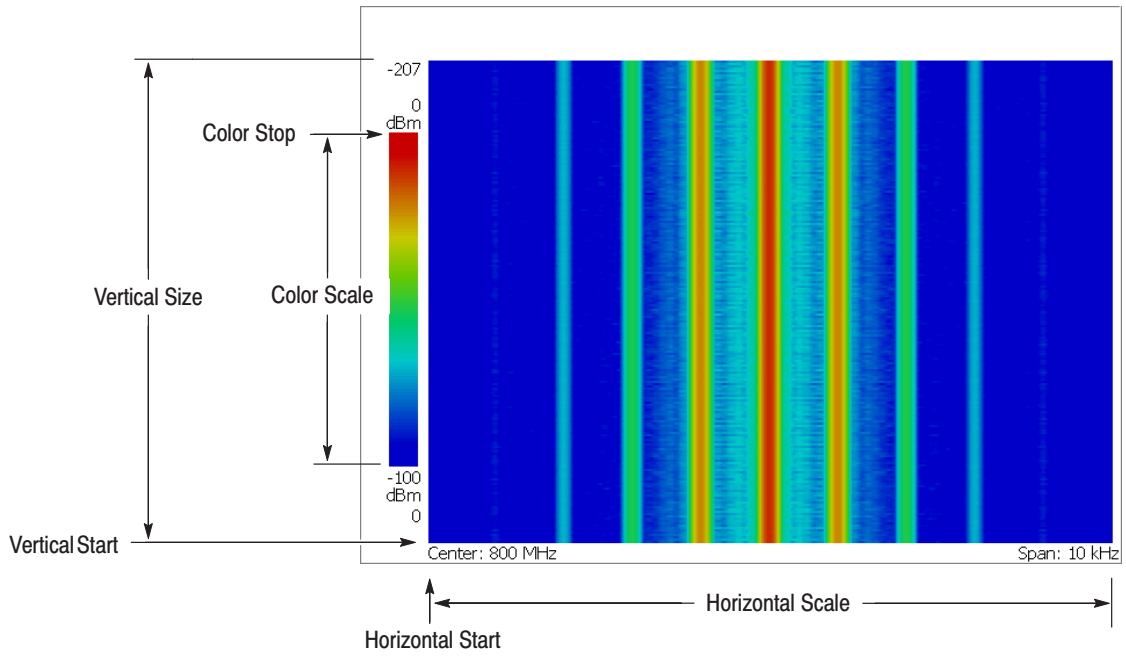 -207
0
dBm
Color Stop
Vertical Size
Color Scale
-100
dBm
0
Vertical Start
Center: 800 MHz
Span: 10 kHz
Horizontal Scale
Horizontal Start